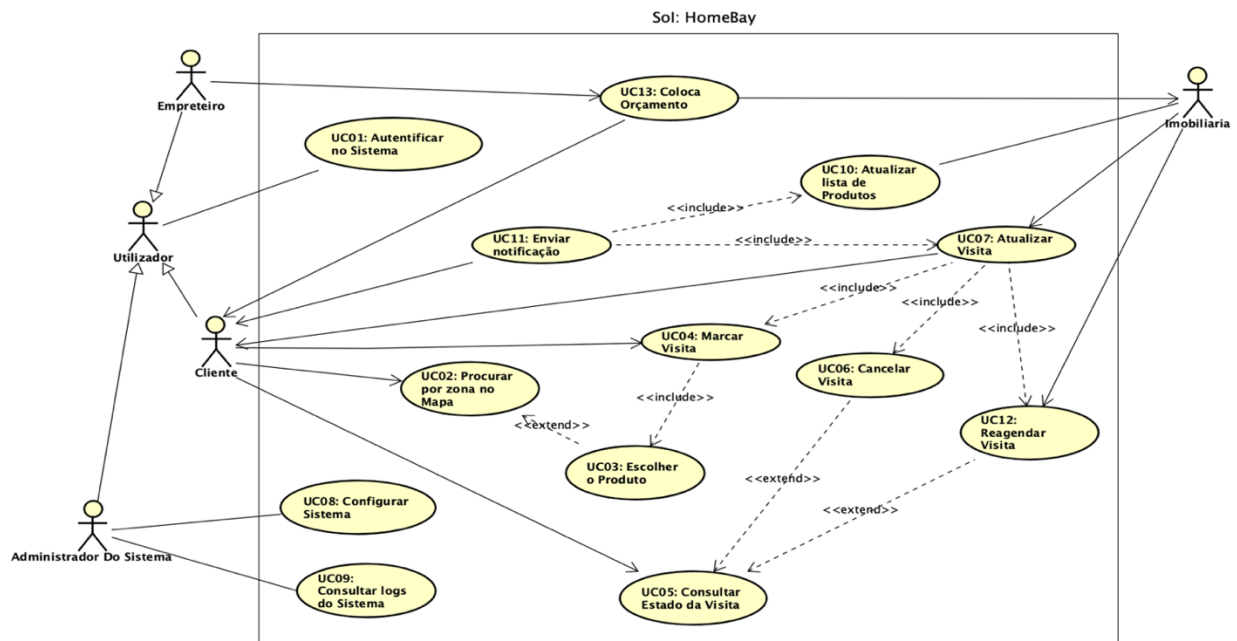 Sol: HomeBay
Empreteiro
UC13: Coloca
Orçamento
Imobiliaria
UC01: Autentificar
no Sistema
UC10: Atualizar
lista de
Produtos
<<include>>
Utilizador
UC11: Enviar
notificação
<<include>>
UC07: Atualizar
Visita
<<include>>
<<include>>
<<include>>
Cliente
UC04: Marcar
Visita
UC02: Procurar
por zona no
Mapa
UC06: Cancelar
Visita
<<include>>
<<extend>>
UC12:
Reagendar
Visita
UC03: Escolher
o Produto
<<extend>>
<<extend>>
UC08: Configurar
Sistema
Administrador Do Sistema
UC09:
Consultar logs
do Sistema
UC05: Consultar
Estado da Visita